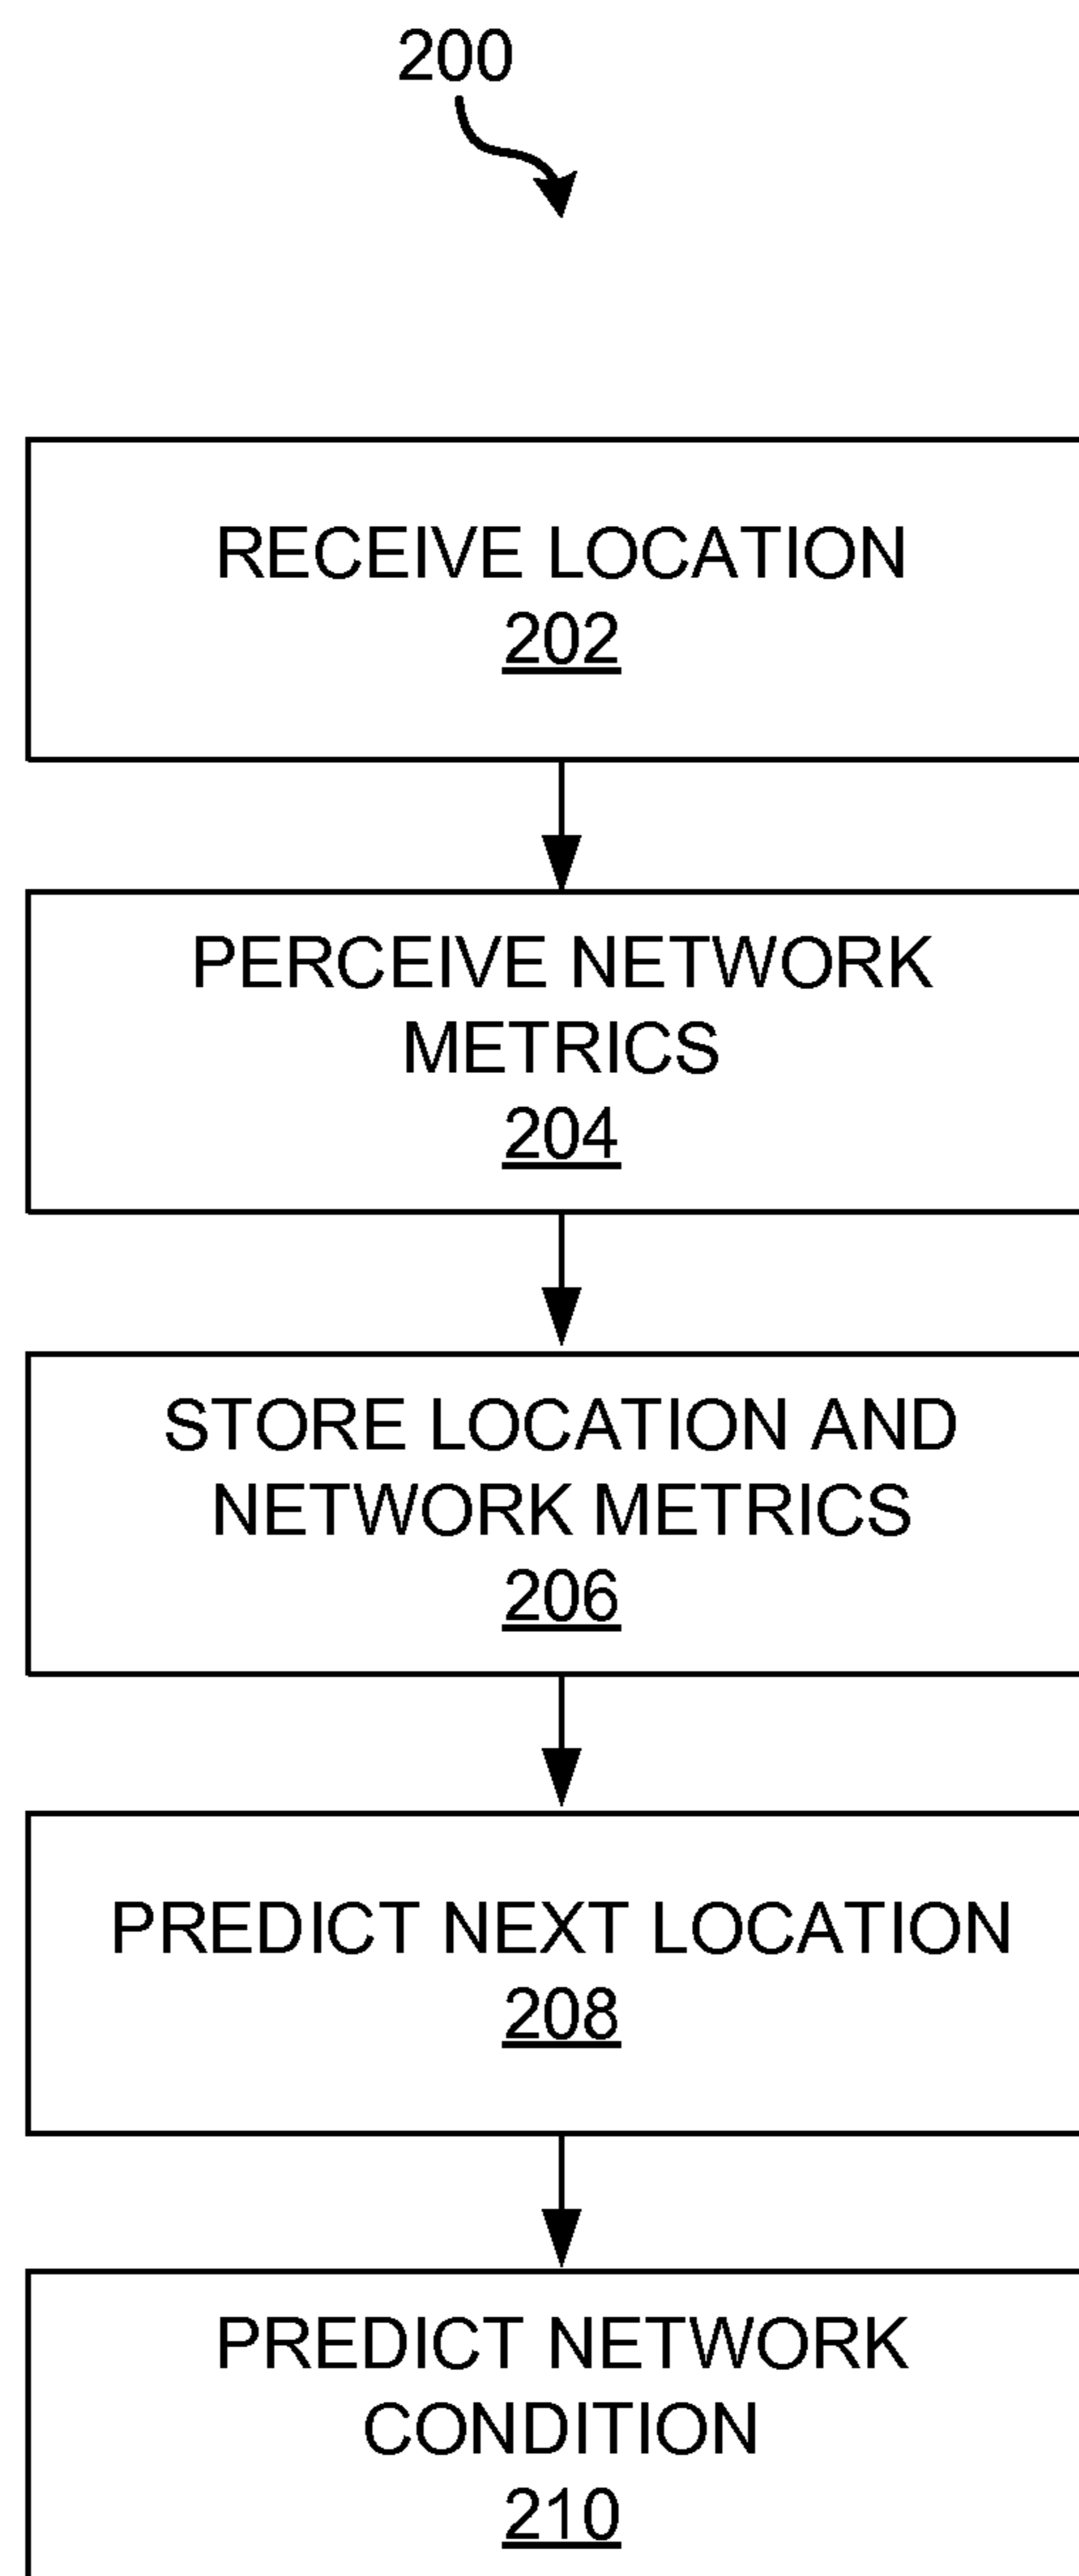 200
RECEIVE LOCATION
202
PERCEIVE NETWORK
METRICS
204
STORE LOCATION AND
NETWORK METRICS
206
PREDICT NEXT LOCATION
208
PREDICT NETWORK
CONDITION
210